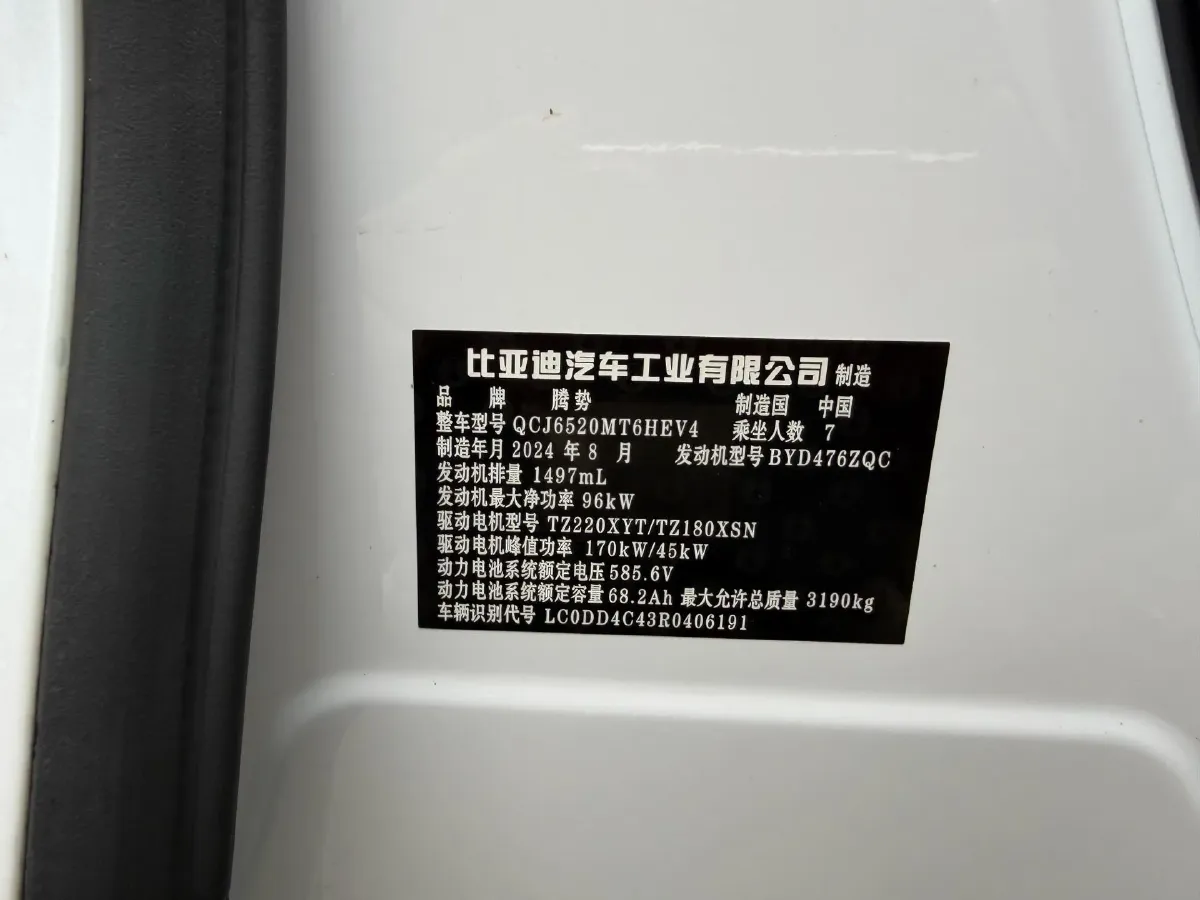 比亚迪汽车工业有限公司 制造
品 牌 腾势 制造国 中国
整车型号 QCJ6520MT6HEV4 乘坐人数 7
制造年月 2024 年 8 月 发动机型号 BYD476ZQC
发动机排量 1497mL
发动机最大净功率 96kW
驱动电机型号 TZ220XYT/TZ180XSN
驱动电机峰值功率 170kW/45kW
动力电池系统额定电压 585.6V
动力电池系统额定容量 68.2Ah 最大允许总质量 3190kg
车辆识别代号 LC0DD4C43R0406191